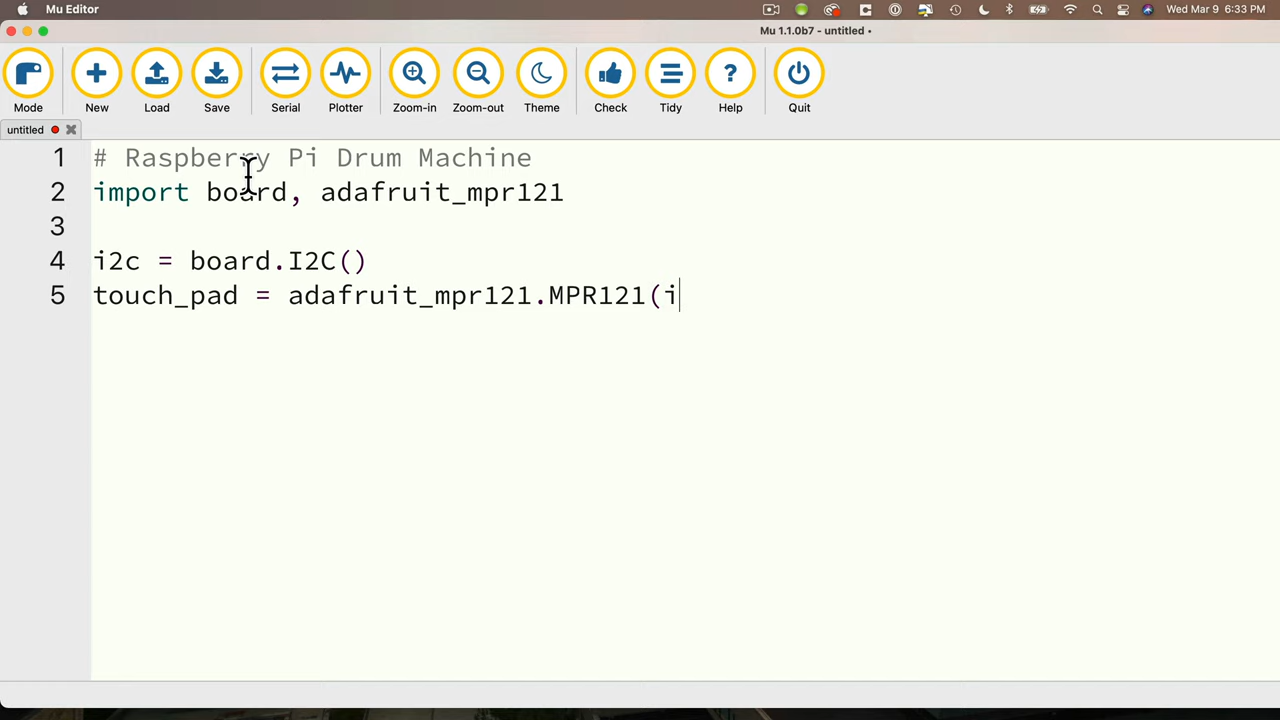 Mu Editor
Wed Mar 9 6:33 PM
Mu 1.1.0b7 - untitled •
Mode New Load Save Serial Plotter Zoom-in Zoom-out Theme Check Tidy Help Quit
untitled
1 # Raspberry Pi Drum Machine
2 import board, adafruit_mpr121
3
4 i2c = board.I2C()
5 touch_pad = adafruit_mpr121.MPR121(i